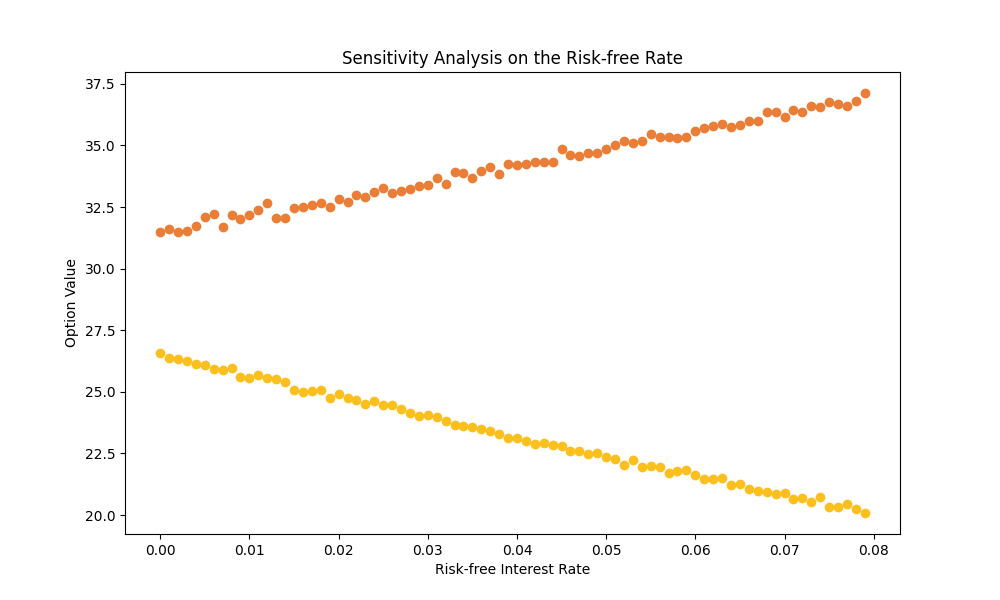 Sensitivity Analysis on the Risk-free Rate
Option Value
37.5
35.0
32.5
30.0
27.5
25.0
22.5
20.0
0.00 0.01 0.02 0.03 0.04 0.05 0.06 0.07 0.08
Risk-free Interest Rate